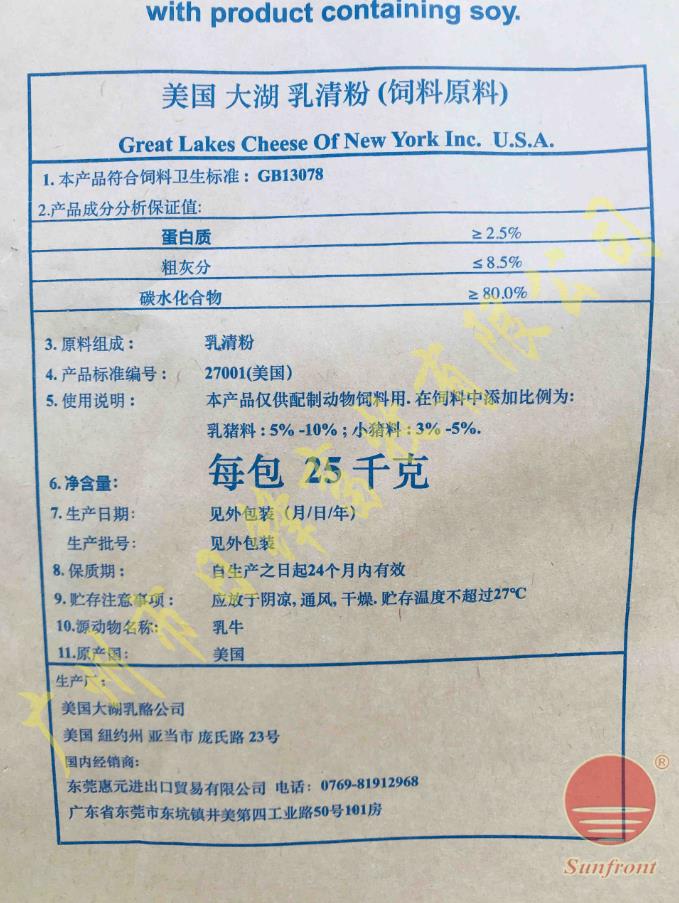 with product containing soy.
美国 大湖 乳清粉 (饲料原料)
Great Lakes Cheese Of New York Inc. U.S.A.
1. 本产品符合饲料卫生标准：GB13078
2.产品成分分析保证值:
蛋白质 ≥2.5%
粗灰分 ≤8.5%
碳水化合物 ≥80.0%
3. 原料组成： 乳清粉
4. 产品标准编号： 27001(美国)
5. 使用说明： 本产品仅供配制动物饲料用. 在饲料中添加比例为:
乳猪料：5% -10%；小猪料：3% -5%.
6. 净含量: 每包 25 千克
7. 生产日期: 见外包装 (月/日/年)
生产批号: 见外包装
8. 保质期： 自生产之日起24个月内有效
9. 贮存注意事项： 应放于阴凉, 通风, 干燥. 贮存温度不超过27℃
10.源动物名称: 乳牛
11.原产国: 美国
生产厂:
美国大湖乳酪公司
美国 紐约州 亚当市 庞氏路 23号
国内经销商:
东莞惠元进出口貿易有限公司 电话：0769-81912968
广东省东莞市东坑镇井美第四工业路50号101房
广州市日锋畜牧有限公司
®
Sunfront